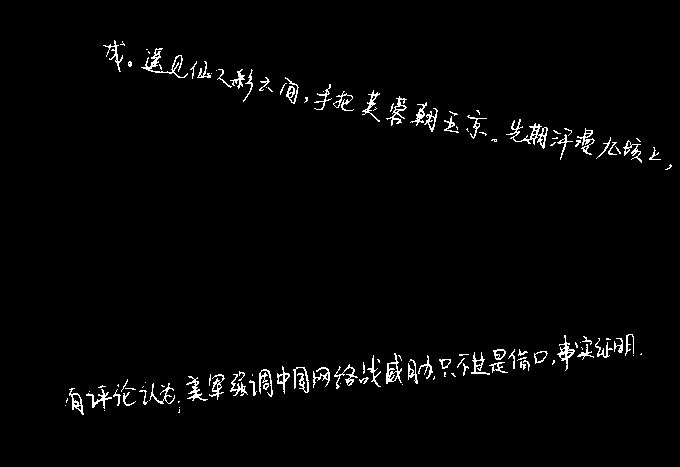 成。遥见仙人彩云间，手把芙蓉朝玉京。先期汗漫九垓上，
有评论认为，美军强调中国网络战威胁只不过是借口，事实证明.